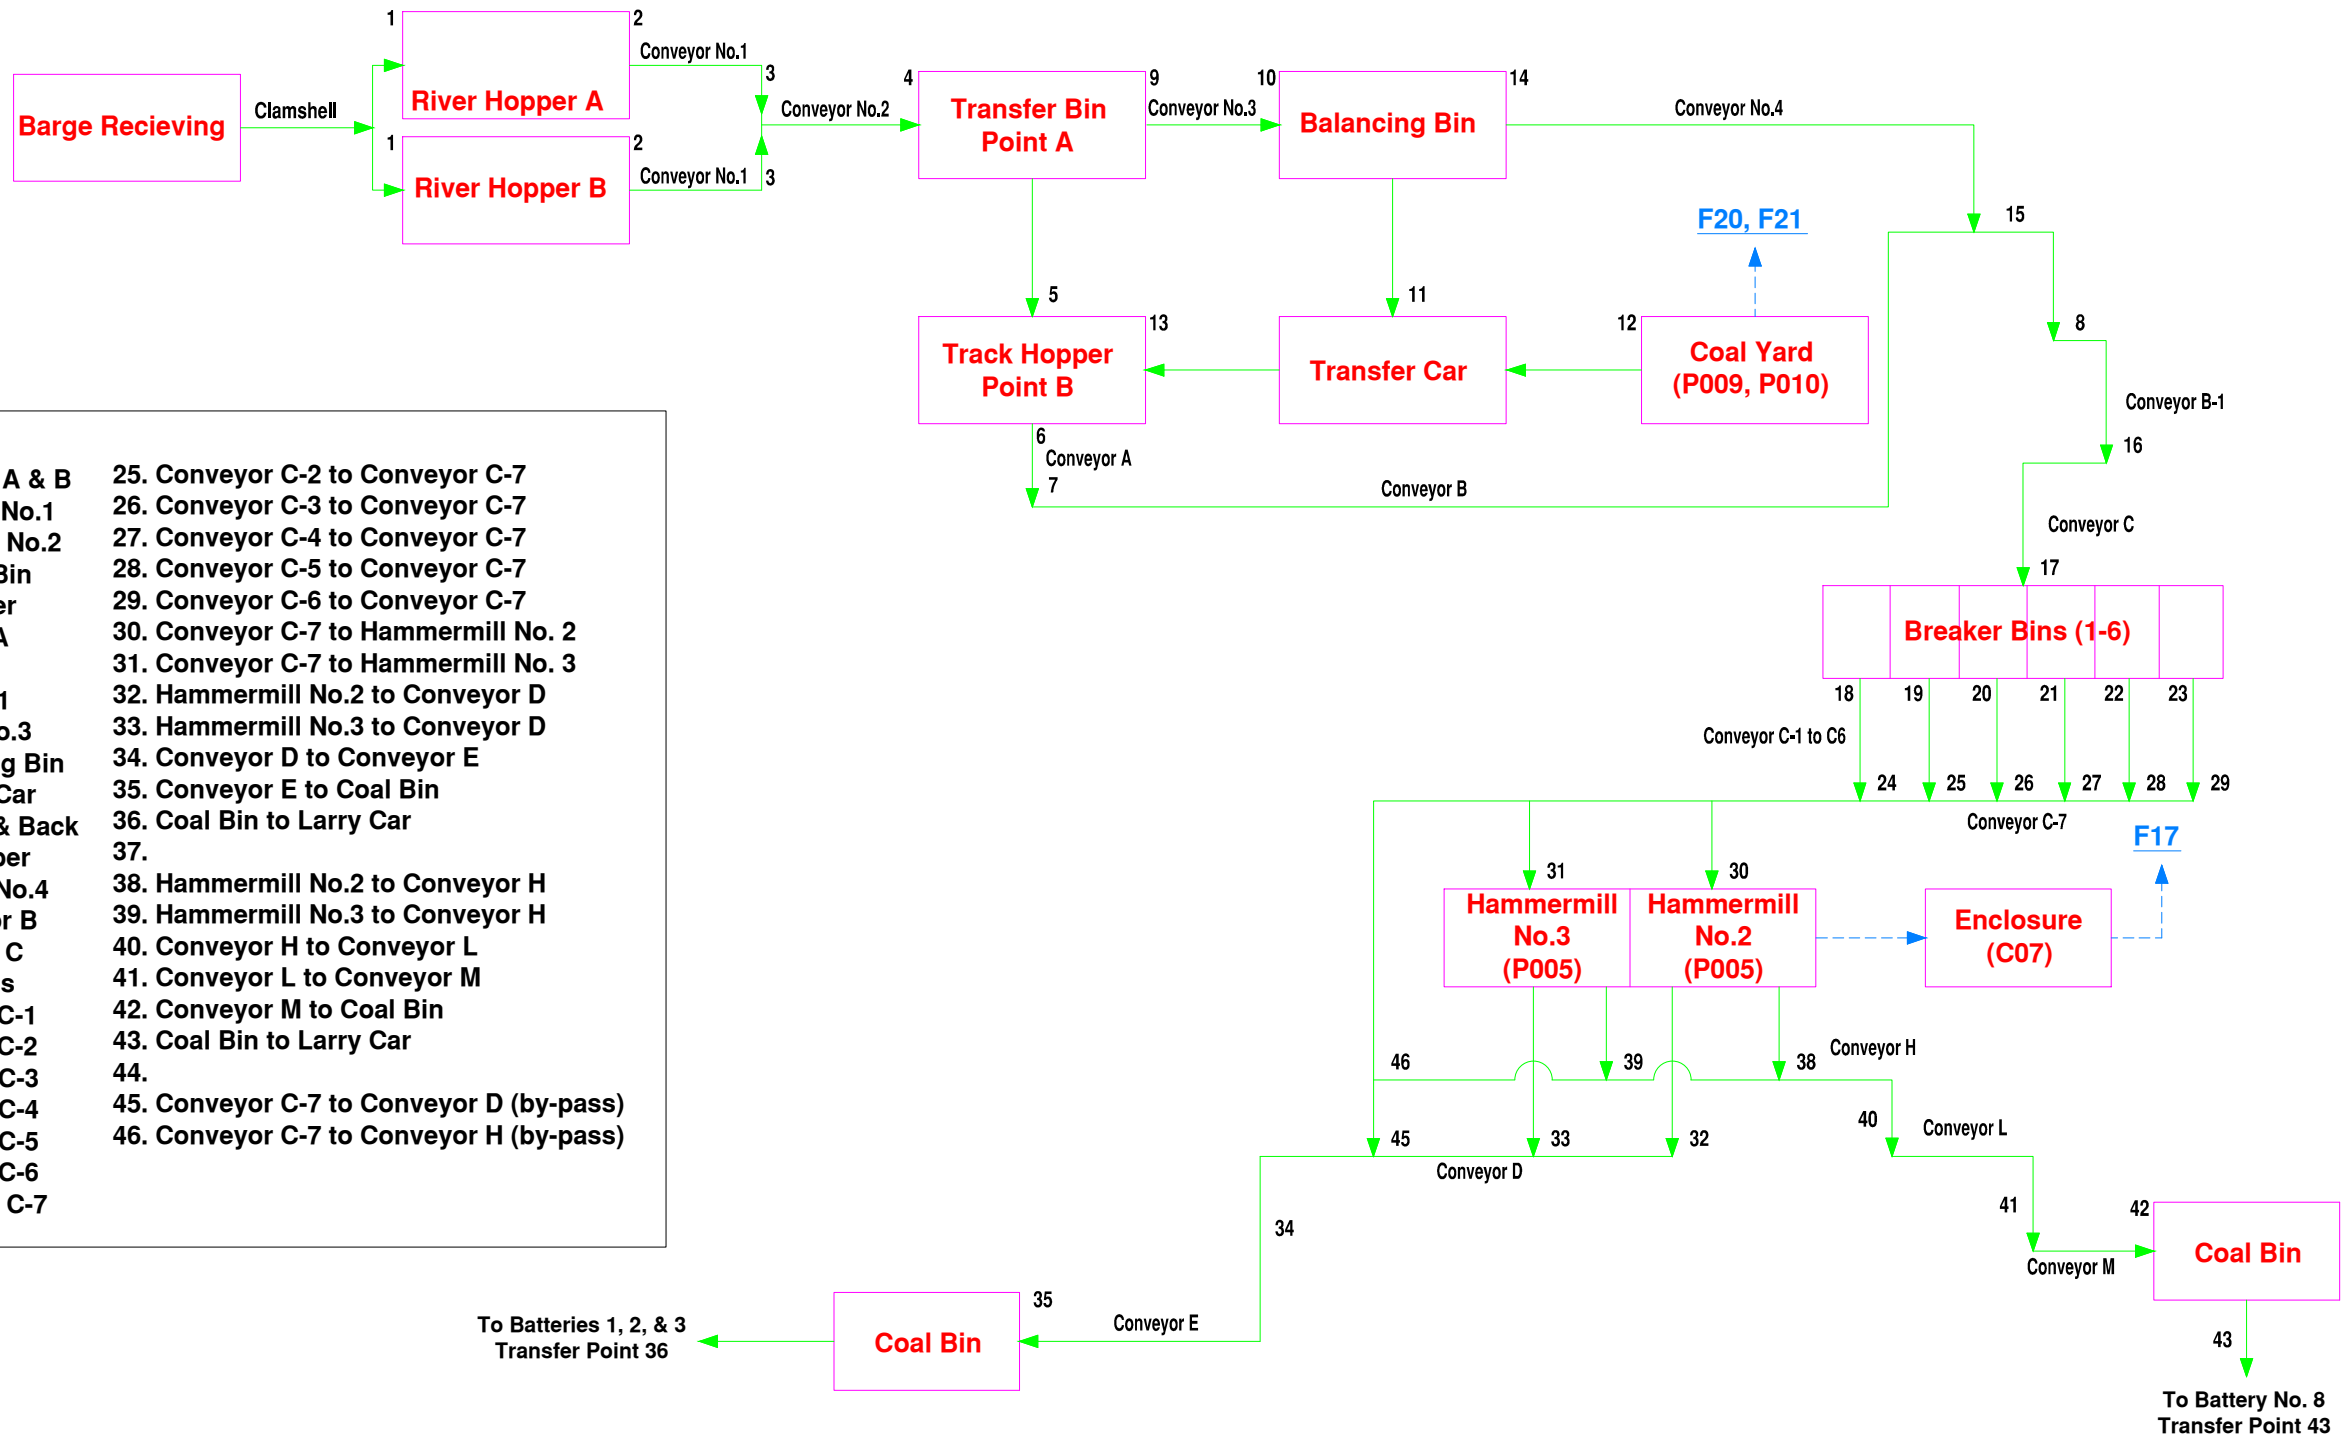 1
2
Conveyor No.1
3
River Hopper A
Barge Recieving
Clamshell
1
2
Conveyor No.1
3
River Hopper B
Conveyor No.2
4
9
Transfer Bin
Point A
Conveyor No.3
10
14
Balancing Bin
Conveyor No.4
15
F20, F21
5
11
8
13
12
Track Hopper
Point B
Transfer Car
Coal Yard
(P009, P010)
6
Conveyor A
7
Conveyor B
Conveyor B-1
16
Conveyor C
17
Breaker Bins (1-6)
18
19
20
21
22
23
Conveyor C-1 to C6
24
25
26
27
28
29
Conveyor C-7
F17
31
30
Hammermill
No.3
(P005)
Hammermill
No.2
(P005)
Enclosure
(C07)
46
39
38
Conveyor H
45
33
32
40
Conveyor L
Conveyor D
34
41
42
Conveyor M
Coal Bin
35
Conveyor E
Coal Bin
To Batteries 1, 2, & 3
Transfer Point 36
43
To Battery No. 8
Transfer Point 43
A & B
No.1
No.2
Bin
er
A
1
o.3
g Bin
Car
& Back
per
No.4
or B
C
s
C-1
C-2
C-3
C-4
C-5
C-6
C-7
25. Conveyor C-2 to Conveyor C-7
26. Conveyor C-3 to Conveyor C-7
27. Conveyor C-4 to Conveyor C-7
28. Conveyor C-5 to Conveyor C-7
29. Conveyor C-6 to Conveyor C-7
30. Conveyor C-7 to Hammermill No. 2
31. Conveyor C-7 to Hammermill No. 3
32. Hammermill No.2 to Conveyor D
33. Hammermill No.3 to Conveyor D
34. Conveyor D to Conveyor E
35. Conveyor E to Coal Bin
36. Coal Bin to Larry Car
37.
38. Hammermill No.2 to Conveyor H
39. Hammermill No.3 to Conveyor H
40. Conveyor H to Conveyor L
41. Conveyor L to Conveyor M
42. Conveyor M to Coal Bin
43. Coal Bin to Larry Car
44.
45. Conveyor C-7 to Conveyor D (by-pass)
46. Conveyor C-7 to Conveyor H (by-pass)